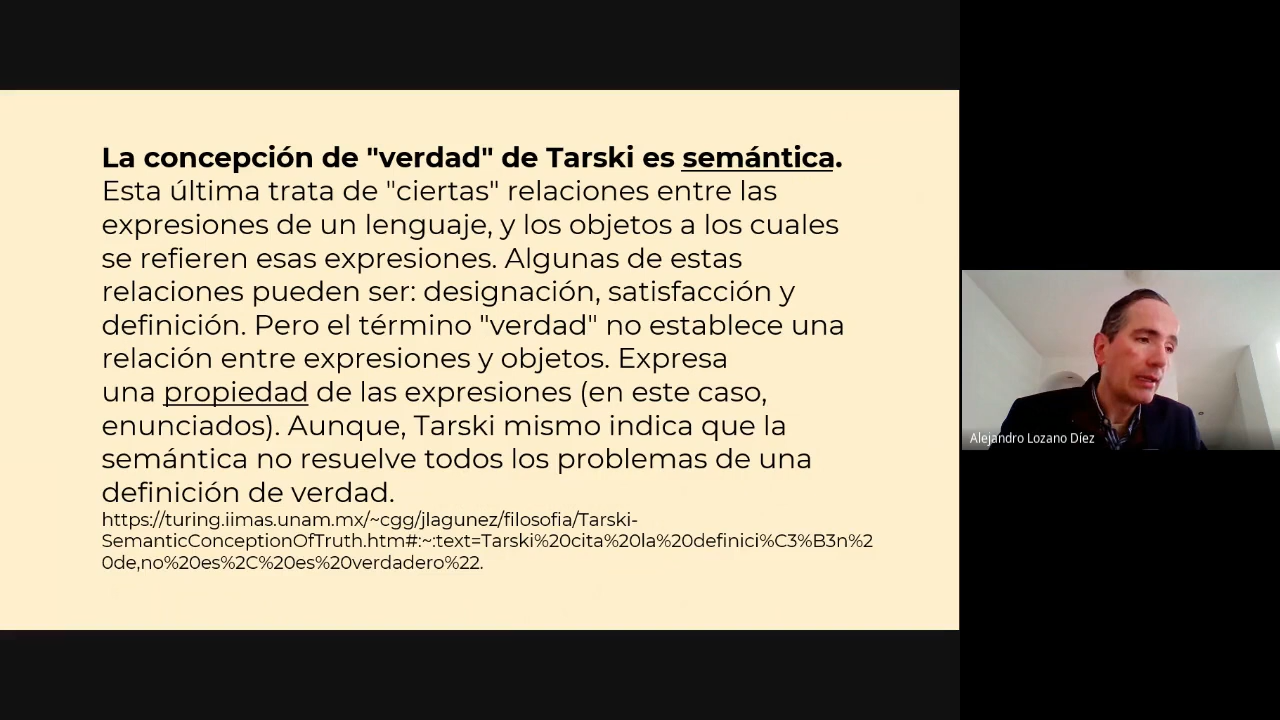 La concepción de "verdad" de Tarski es semántica.
Esta última trata de "ciertas" relaciones entre las
expresiones de un lenguaje, y los objetos a los cuales
se refieren esas expresiones. Algunas de estas
relaciones pueden ser: designación, satisfacción y
definición. Pero el término "verdad" no establece una
relación entre expresiones y objetos. Expresa
una propiedad de las expresiones (en este caso,
enunciados). Aunque, Tarski mismo indica que la
semántica no resuelve todos los problemas de una
definición de verdad.
https://turing.iimas.unam.mx/~cgg/jlagunez/filosofia/Tarski-
SemanticConceptionOfTruth.htm#:~:text=Tarski%20cita%20la%20definici%C3%B3n%2
0de,no%20es%2C%20es%20verdadero%22.
Alejandro Lozano Díez